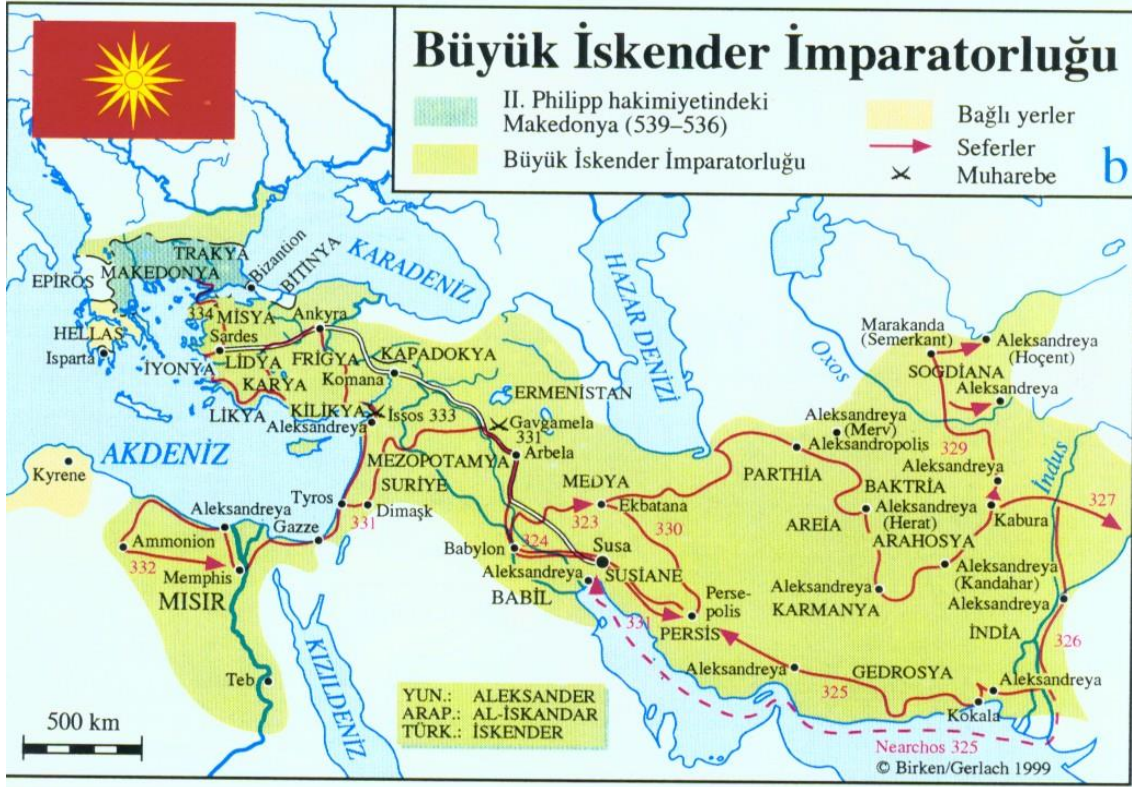 Büyük İskender İmparatorluğu
II. Philipp hakimiyetindeki
Makedonya (539–536)
Büyük İskender İmparatorluğu
Bağlı yerler
Seferler
Muharebe
b
TRAKYA
MAKEDONYA
Bizantion
BİTİNYA
KARADENİZ
EPİROS
HELLAS
Isparta
334
MİSYA
Sardes
Ankyra
İYONYA
LİDYA
FRİGYA
KAPADOKYA
KARYA
Komana
LİKYA
KİLİKYA
İssos 333
Aleksandreya
ERMENİSTAN
Gavgamela
331
Arbela
HAZAR DENİZİ
Oxos
Marakanda
(Semerkant)
Aleksandreya
(Hoçent)
SOGDİANA
Aleksandreya
329
Aleksandreya
(Merv)
Aleksandropolis
PARTHİA
Aleksandreya
BAKTRİA
Aleksandreya
(Herat)
AREİA
Kabura
327
İndus
ARAHOSYA
Aleksandreya
(Kandahar)
Aleksandreya
KARMANYA
Aleksandreya
İNDİA
326
AKDENİZ
Kyrene
MEZOPOTAMYA
SURİYE
Tyros
331
Dimaşk
Aleksandreya
Gazze
Ammonion
332
Memphis
MISIR
Teb
KIZILDENİZ
MEDYA
323
Ekbatana
330
324
Babylon
Susa
Aleksandreya
SUSİANE
BABİL
Perse-
polis
331
PERSİS
Aleksandreya
GEDROSYA
325
Aleksandreya
Kokala
Nearchos 325
© Birken/Gerlach 1999
YUN.: ALEKSANDER
ARAP.: AL-İSKANDAR
TÜRK.: İSKENDER
500 km